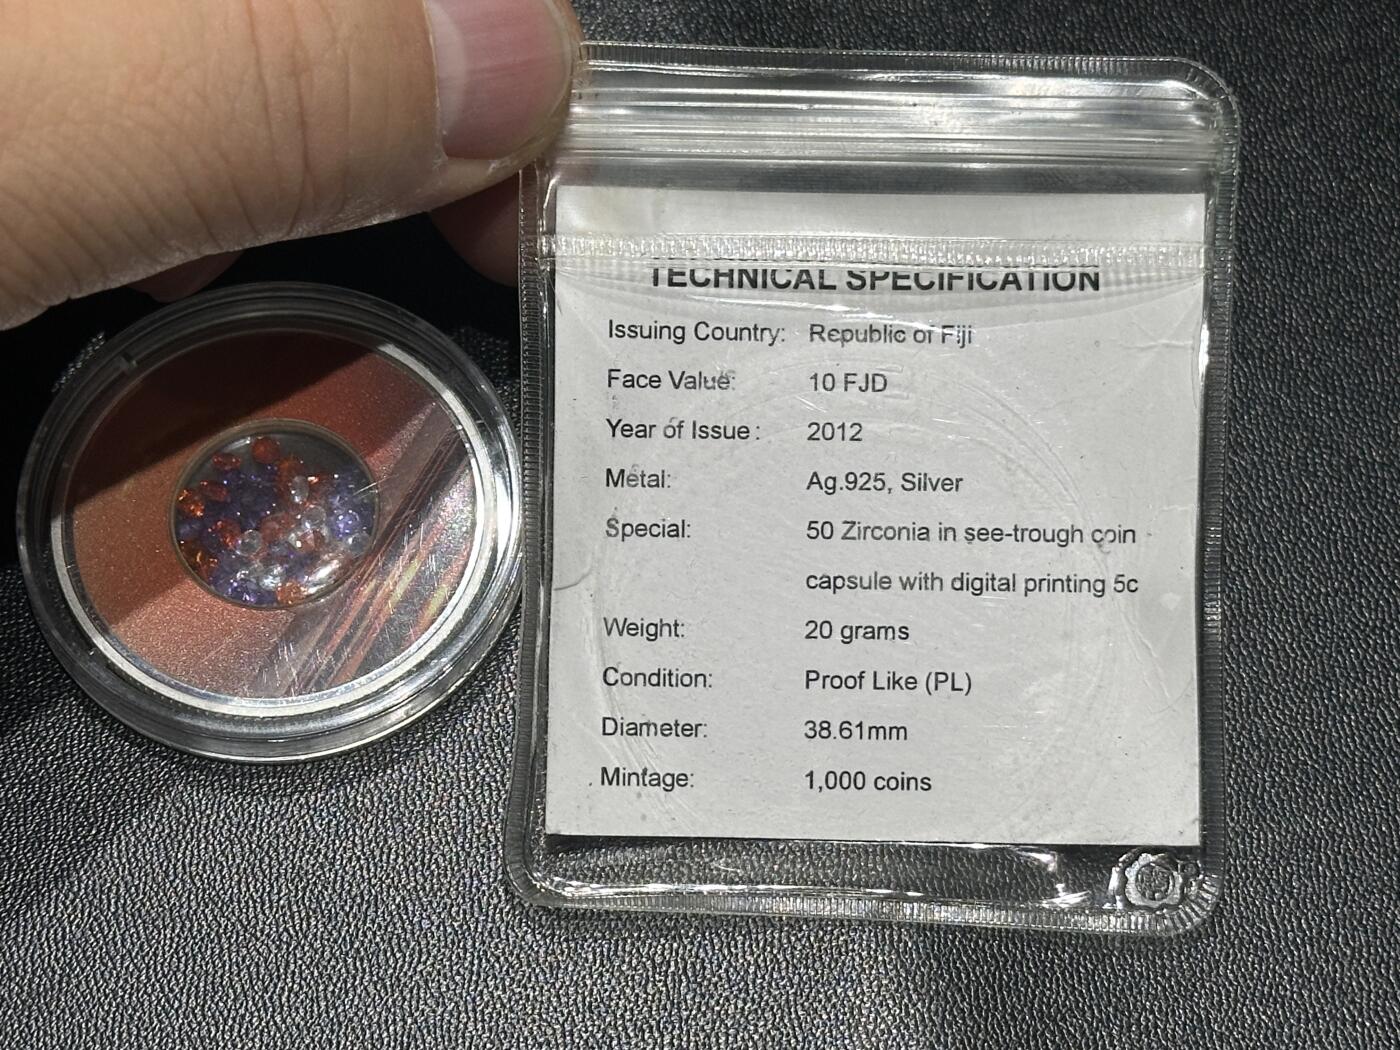 TECHNICAL SPECIFICATION
Issuing Country: Republic of Fiji
Face Value: 10 FJD
Year of Issue: 2012
Metal: Ag.925, Silver
Special: 50 Zirconia in see-trough coin
capsule with digital printing 5c
Weight: 20 grams
Condition: Proof Like (PL)
Diameter: 38.61mm
Mintage: 1,000 coins